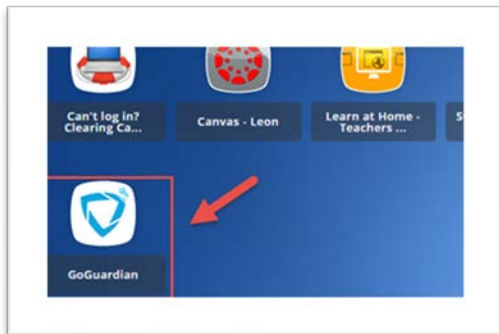 Can't log in?
Clearing Ca...
Canvas - Leon
Learn at Home -
Teachers ...
S
GoGuardian